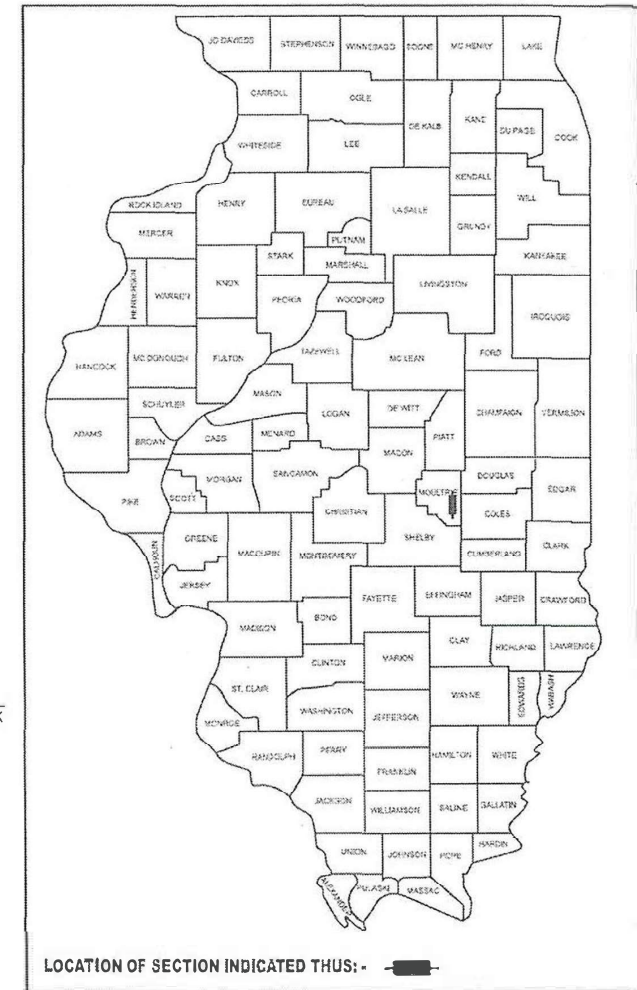 JO DAVIESS STEPHENSON WINNEBAGO BOONE MC HENRY LAKE
CARROLL OGLE DE KALB KANE DU PAGE COOK
WHITESIDE LEE KENDALL
ROCK ISLAND HENRY BUREAU LA SALLE GRUNDY WILL
MERCER PUTNAM
STARK MARSHALL KANKAKEE
HENDERSON WARREN KNOX PEORIA WOODFORD LIVINGSTON IROQUOIS
HANCOCK MC DONOUGH FULTON TAZEWELL MC LEAN FORD
SCHUYLER MASON LOGAN DE WITT CHAMPAIGN VERMILION
ADAMS BROWN CASS MENARD MACON PIATT
PIKE SCOTT MORGAN SANGAMON CHRISTIAN MOULTRIE DOUGLAS EDGAR
COLES
CALHOUN GREENE MACOUPIN MONTGOMERY SHELBY CUMBERLAND CLARK
JERSEY
MADISON BOND FAYETTE EFFINGHAM JASPER CRAWFORD
CLINTON MARION CLAY RICHLAND LAWRENCE
ST. CLAIR WASHINGTON JEFFERSON WAYNE EDWARDS WABASH
MONROE RANDOLPH PERRY HAMILTON WHITE
FRANKLIN
JACKSON WILLIAMSON SALINE GALLATIN
UNION JOHNSON POPE HARDIN
ALEXANDER PULASKI MASSAC
LOCATION OF SECTION INDICATED THUS: -